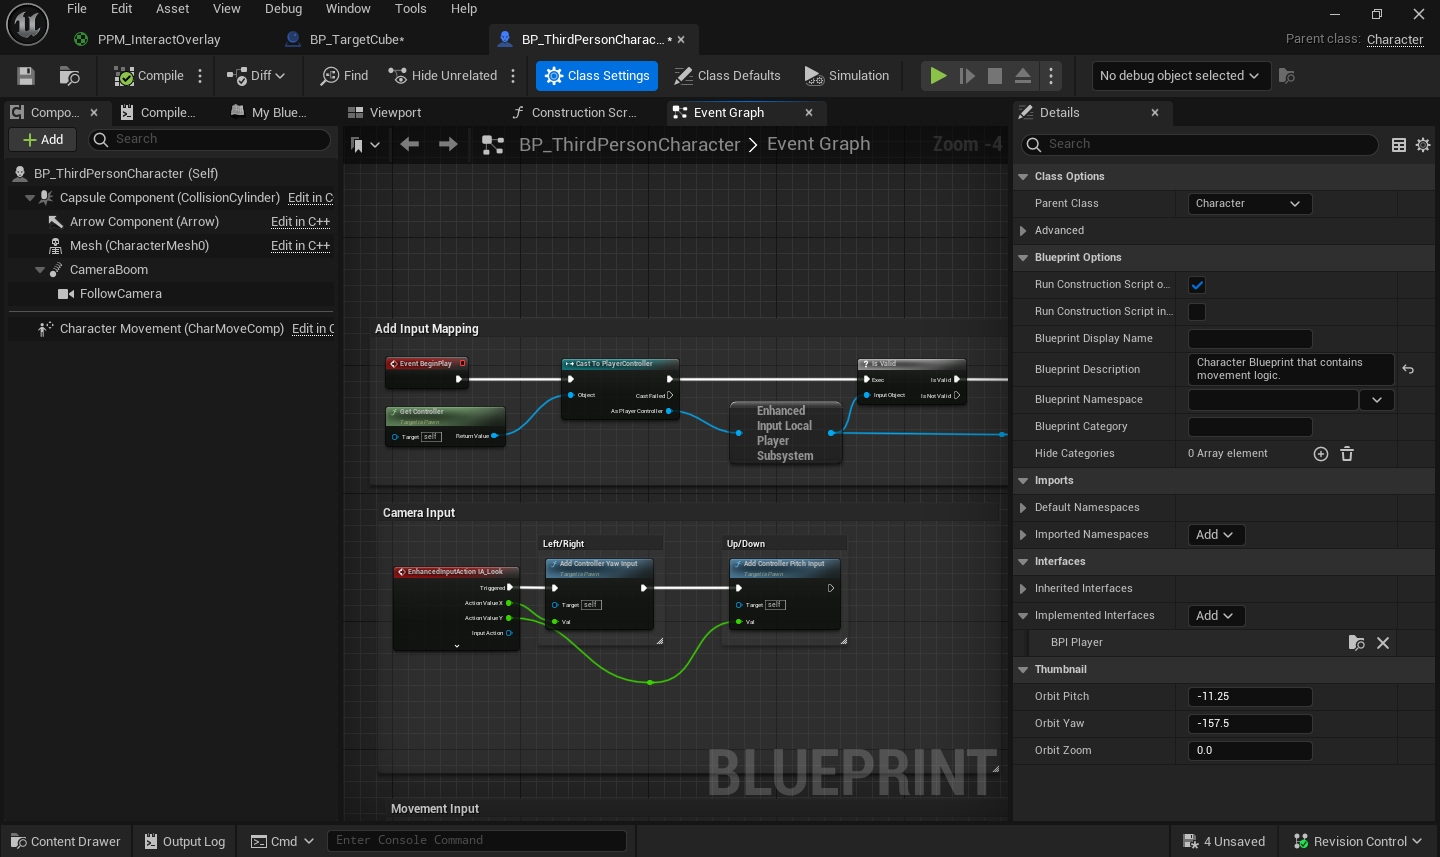 File Edit Asset View Debug Window Tools Help
PPM_InteractOverlay
BP_TargetCube*
BP_ThirdPersonCharac...*
Parent class: Character
Compile
Diff
Find
Hide Unrelated
Class Settings
Class Defaults
Simulation
No debug object selected
Compo...
Compile...
My Blue...
Viewport
Construction Scr...
Event Graph
Details
Add
Search
BP_ThirdPersonCharacter > Event Graph
Zoom -4
Search
BP_ThirdPersonCharacter (Self)
Capsule Component (CollisionCylinder) Edit in C
Arrow Component (Arrow) Edit in C++
Mesh (CharacterMesh0) Edit in C++
CameraBoom
FollowCamera
Character Movement (CharMoveComp) Edit in C
Add Input Mapping
Event BeginPlay
Get Controller
Target is Pawn
Target self
Return Value
Cast To PlayerController
Object
Cast Failed
As Player Controller
Enhanced
Input Local
Player
Subsystem
? Is Valid
Exec
Is Valid
Input Object
Is Not Valid
Camera Input
EnhancedInputAction IA_Look
Triggered
Action Value X
Action Value Y
Input Action
Left/Right
Add Controller Yaw Input
Target is Pawn
Target self
Val
Up/Down
Add Controller Pitch Input
Target is Pawn
Target self
Val
BLUEPRINT
Movement Input
Class Options
Parent Class Character
Advanced
Blueprint Options
Run Construction Script o...
Run Construction Script in...
Blueprint Display Name
Blueprint Description
Character Blueprint that contains
movement logic.
Blueprint Namespace
Blueprint Category
Hide Categories 0 Array element
Imports
Default Namespaces
Imported Namespaces Add
Interfaces
Inherited Interfaces
Implemented Interfaces Add
BPI Player
Thumbnail
Orbit Pitch -11.25
Orbit Yaw -157.5
Orbit Zoom 0.0
Content Drawer
Output Log
Cmd
Enter Console Command
4 Unsaved
Revision Control